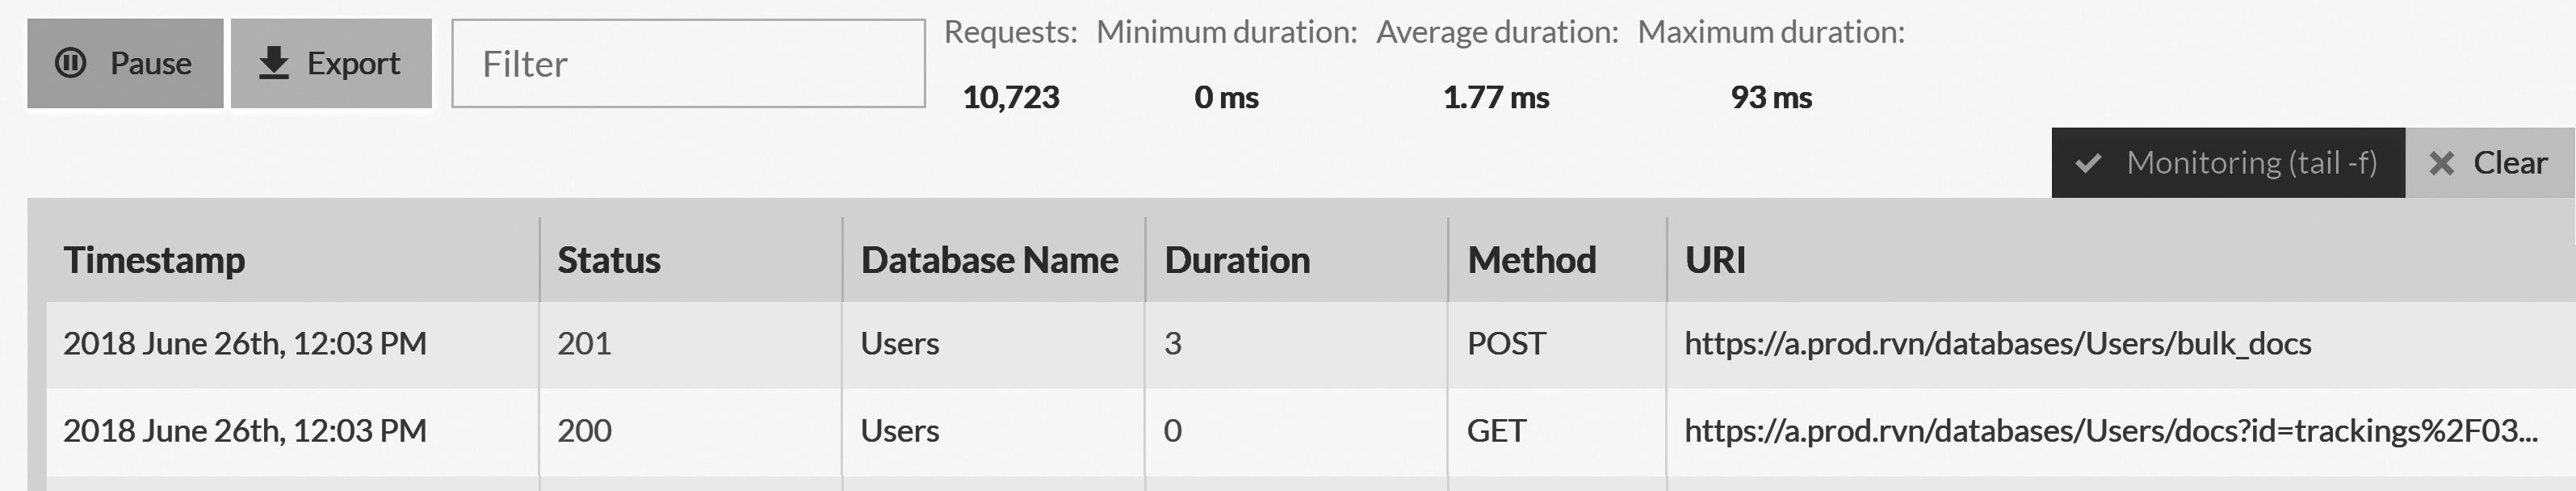 Pause Export Filter Requests: Minimum duration: Average duration: Maximum duration:
10,723 0 ms 1.77 ms 93 ms
Monitoring (tail -f) Clear
Timestamp Status Database Name Duration Method URI
2018 June 26th, 12:03 PM 201 Users 3 POST https://a.prod.rvn/databases/Users/bulk_docs
2018 June 26th, 12:03 PM 200 Users 0 GET https://a.prod.rvn/databases/Users/docs?id=trackings%2F03...